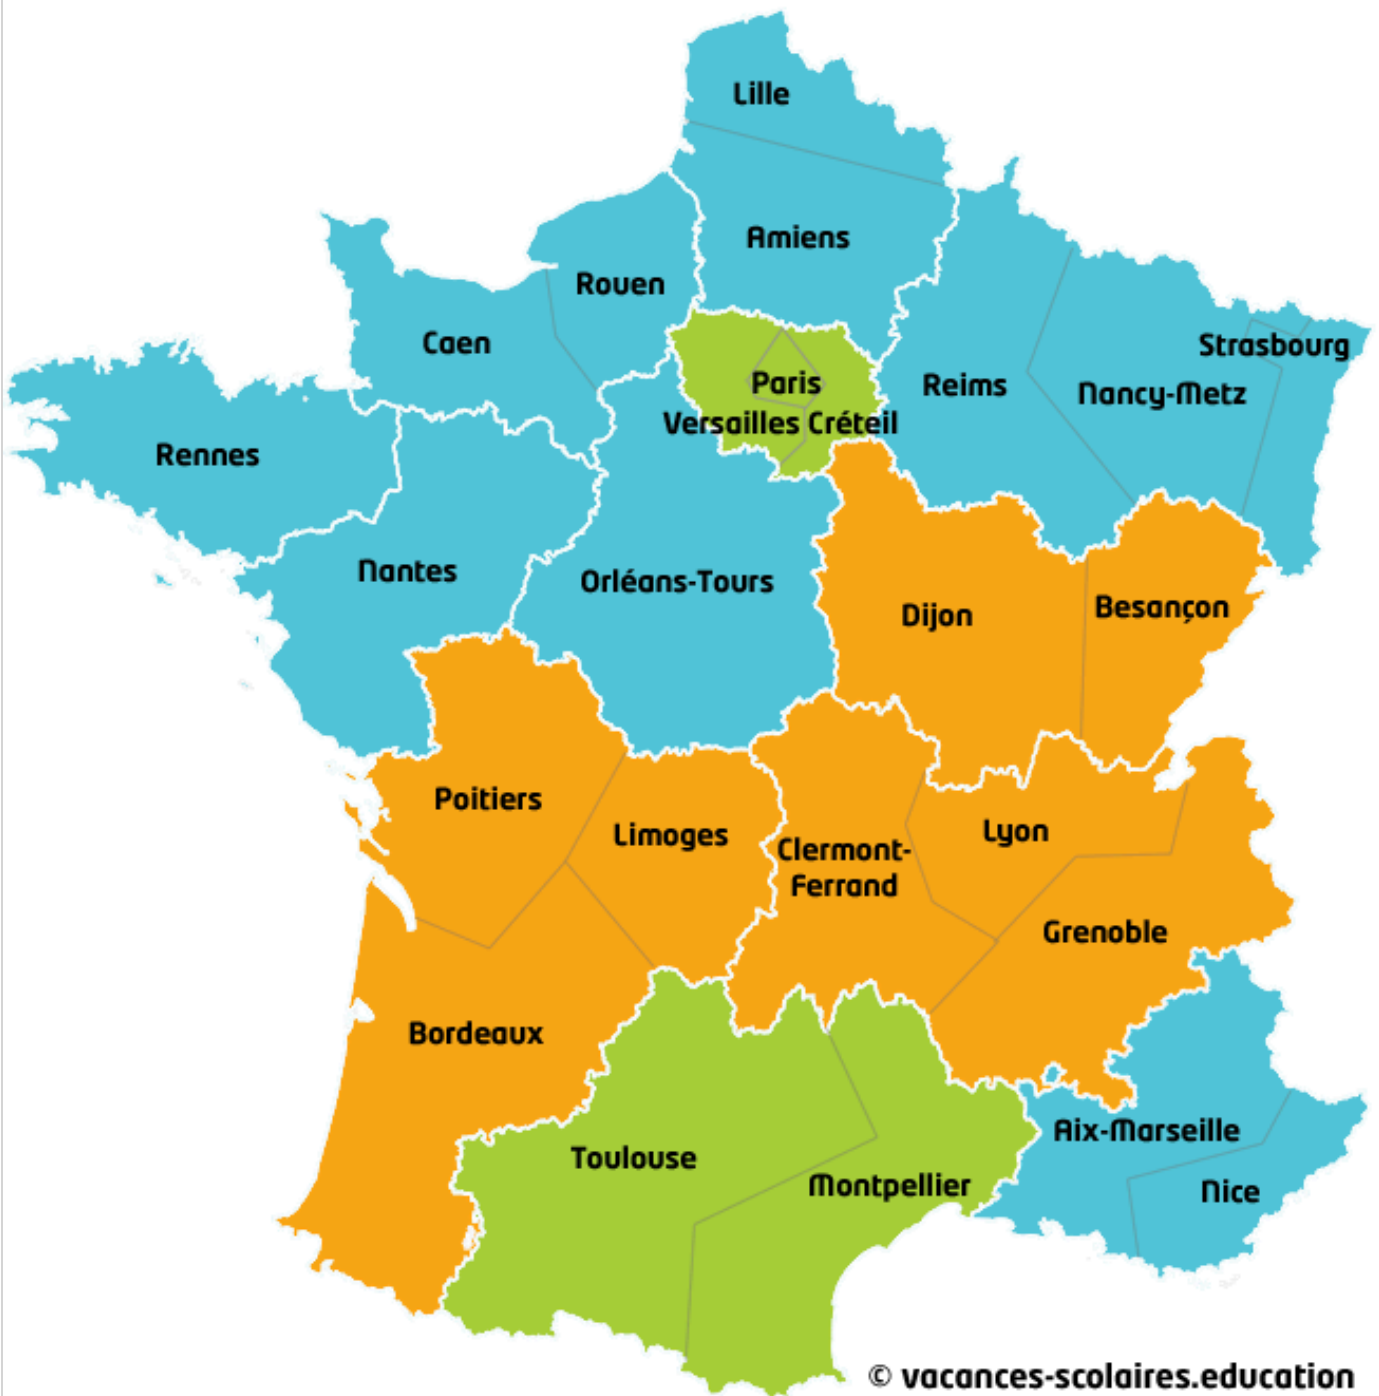 Lille
Amiens
Rouen
Caen
Strasbourg
Paris
Reims
Nancy-Metz
Versailles Créteil
Rennes
Nantes
Orléans-Tours
Dijon
Besançon
Poitiers
Limoges
Clermont-
Ferrand
Lyon
Grenoble
Bordeaux
Toulouse
Montpellier
Aix-Marseille
Nice
© vacances-scolaires.education